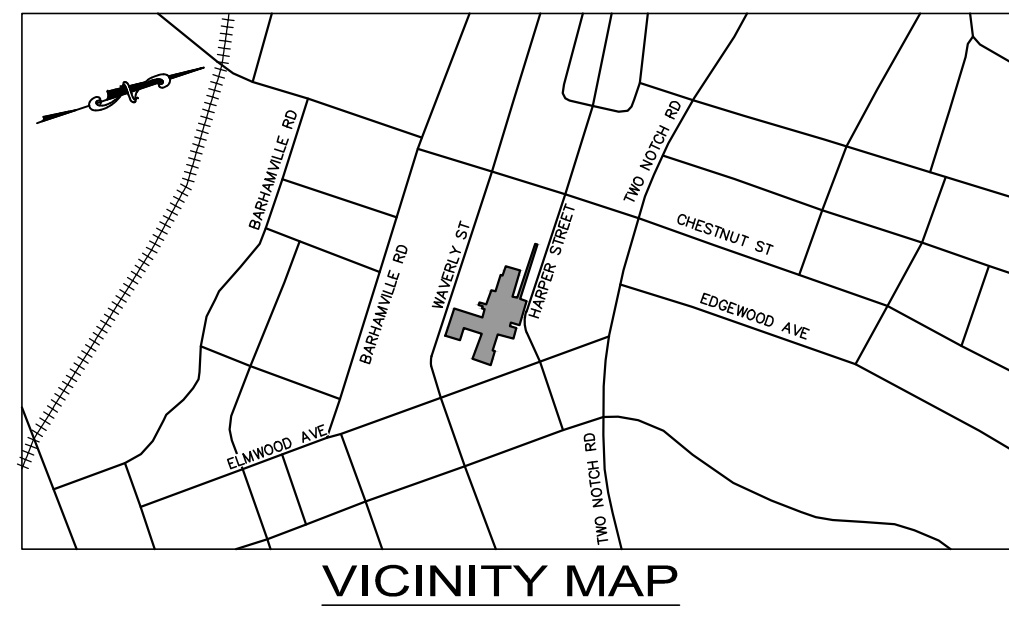 BARHAMVILLE RD
BARHAMVILLE RD
WAVERLY ST
HARPER STREET
TWO NOTCH RD
CHESTNUT ST
EDGEWOOD AVE
ELMWOOD AVE
TWO NOTCH RD
VICINITY MAP